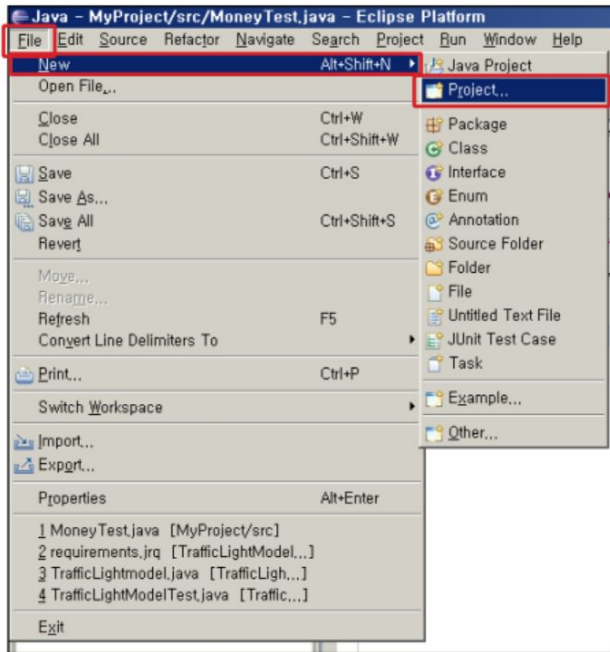 Java - MyProject/src/MoneyTest.java - Eclipse Platform
File Edit Source Refactor Navigate Search Project Run Window Help
New Alt+Shift+N
Open File...
Close Ctrl+W
Close All Ctrl+Shift+W
Save Ctrl+S
Save As...
Save All Ctrl+Shift+S
Revert
Move...
Rename...
Refresh F5
Convert Line Delimiters To
Print... Ctrl+P
Switch Workspace
Import...
Export...
Properties Alt+Enter
1 MoneyTest.java [MyProject/src]
2 requirements.jrq [TrafficLightModel...]
3 TrafficLightmodel.java [TrafficLigh...]
4 TrafficLightModelTest.java [Traffic...]
Exit
Java Project
Project...
Package
Class
Interface
Enum
Annotation
Source Folder
Folder
File
Untitled Text File
JUnit Test Case
Task
Example...
Other...